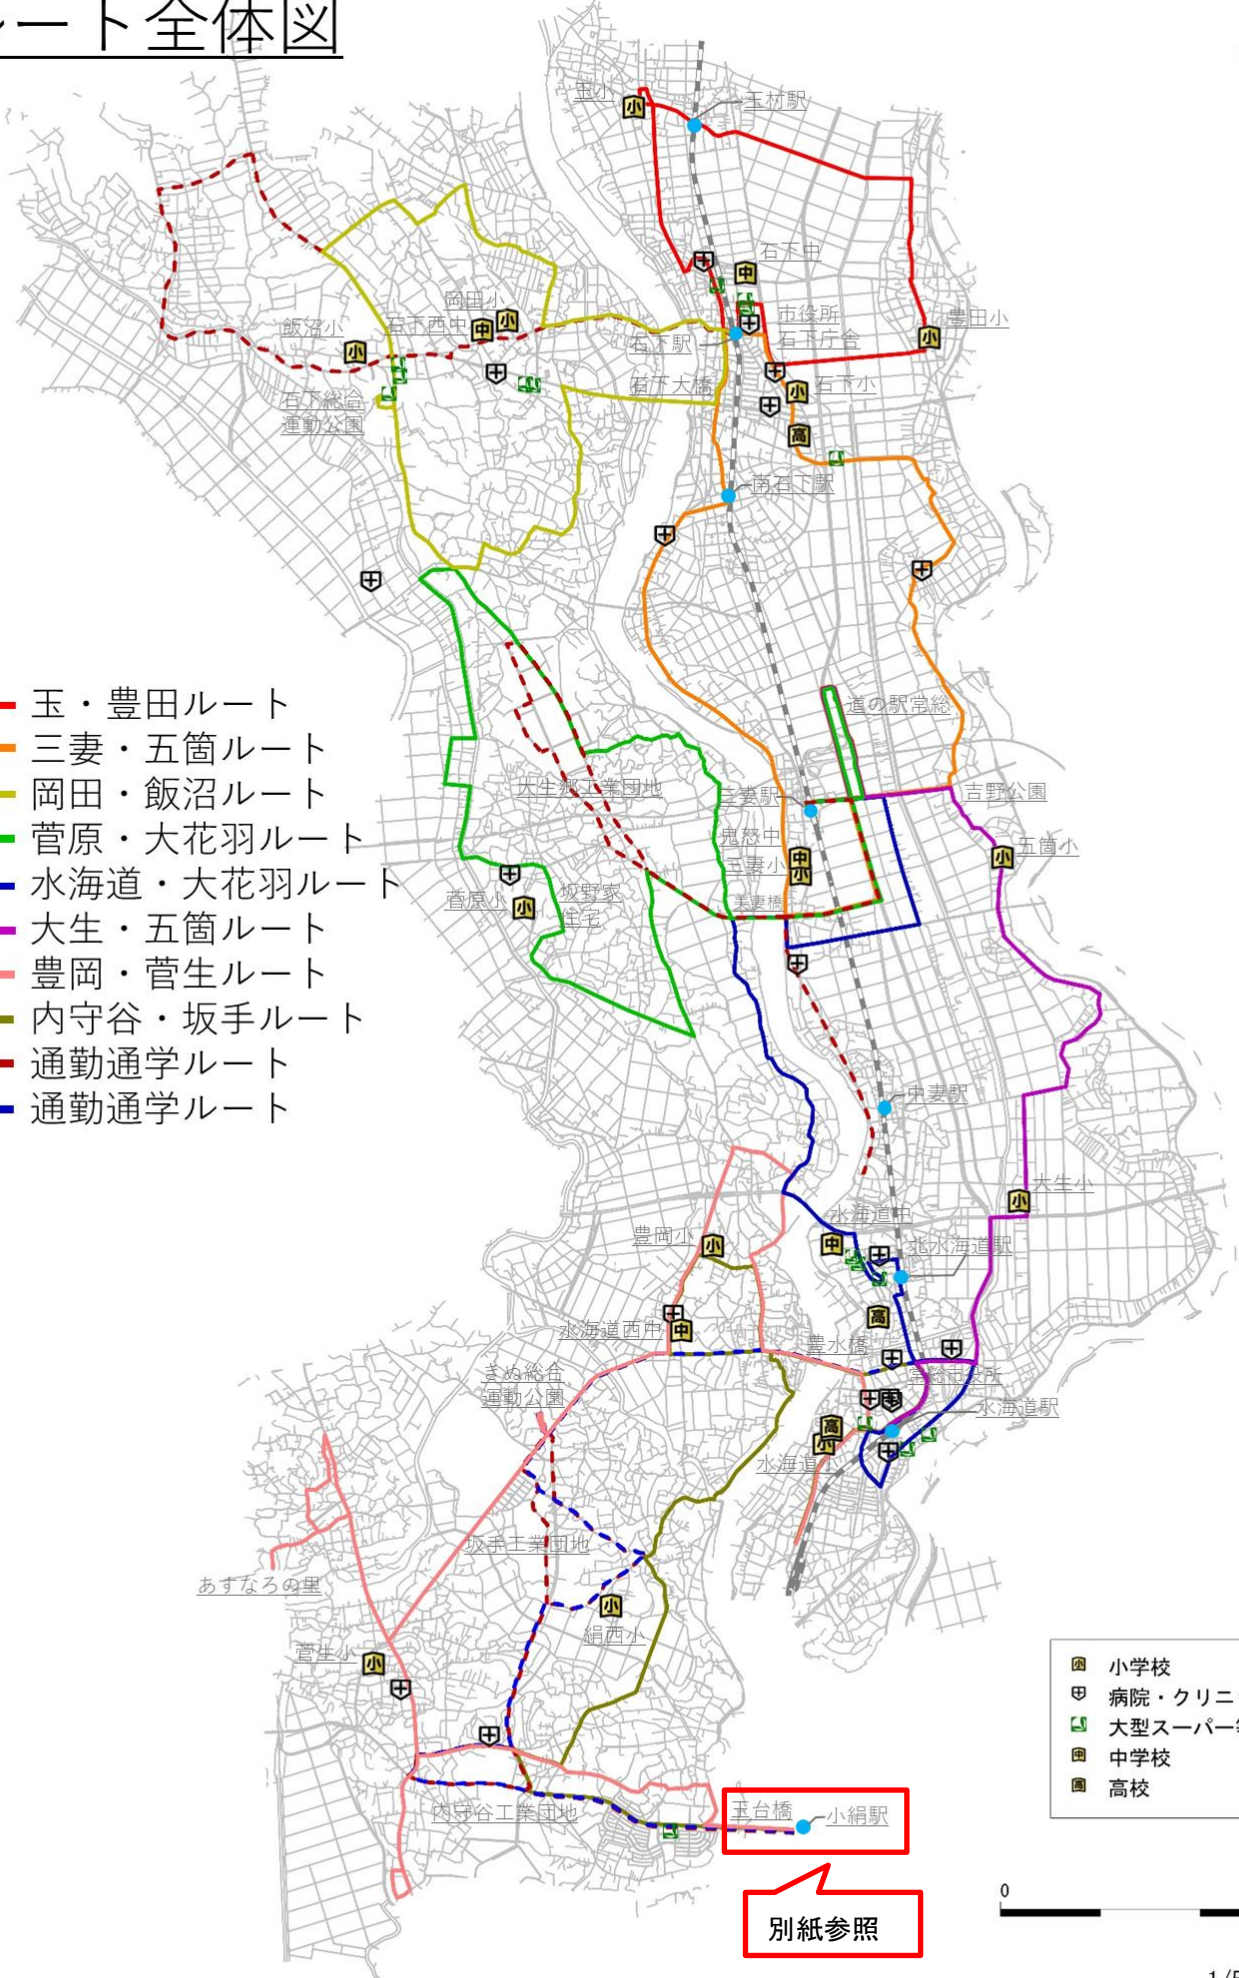 ルート全体図
玉小
玉村駅
石下中
岡田小
石下西中
飯沼小
市役所
石下庁舎
豊田小
石下駅
石下大橋
石下小
石下総合
運動公園
南石下駅
玉・豊田ルート
三妻・五箇ルート
岡田・飯沼ルート
菅原・大花羽ルート
水海道・大花羽ルート
大生・五箇ルート
豊岡・菅生ルート
内守谷・坂手ルート
通勤通学ルート
通勤通学ルート
道の駅常総
大生郷工業団地
三妻駅
吉野公園
鬼怒中
三妻小
五箇小
菅原小
坂野家
住宅
美妻橋
中妻駅
大生小
水海道中
豊岡小
北水海道駅
水海道西中
豊水橋
きぬ総合
運動公園
常総市役所
水海道駅
水海道小
坂手工業団地
あすなろの里
絹西小
菅生小
小学校
病院・クリニ
大型スーパー等
中学校
高校
内守谷工業団地
玉台橋
小絹駅
別紙参照
0